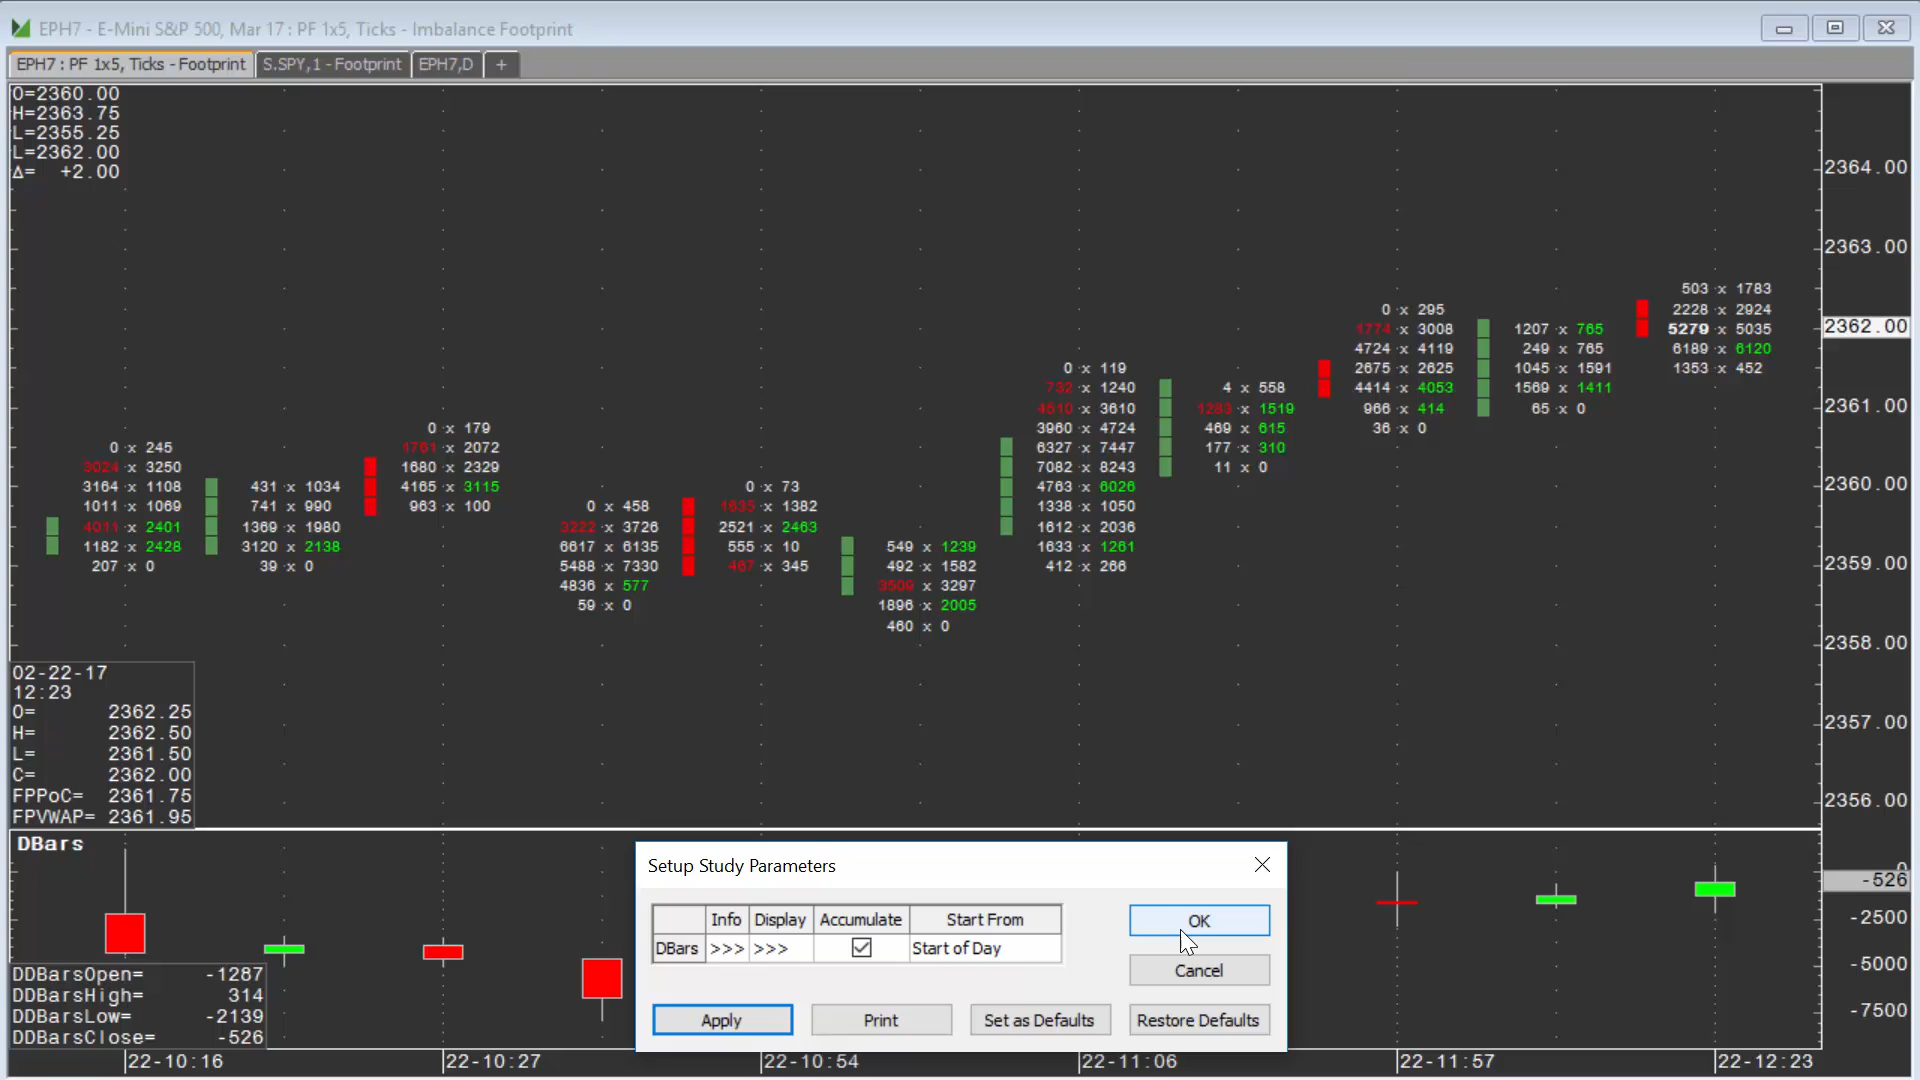 EPH7 - E-Mini S&P 500, Mar 17 : PF 1x5, Ticks - Imbalance Footprint
EPH7 : PF 1x5, Ticks - Footprint
S.SPY,1 - Footprint
EPH7,D
+
O=2360.00
H=2363.75
L=2355.25
L=2362.00
Δ= +2.00
0 x 245
3024 x 3250
3164 x 1108
1011 x 1069
4011 x 2401
1182 x 2428
207 x 0
431 x 1034
741 x 990
1369 x 1980
3120 x 2138
39 x 0
0 x 179
1761 x 2072
1680 x 2329
4165 x 3115
963 x 100
0 x 458
3222 x 3726
6617 x 6135
5488 x 7330
4836 x 577
59 x 0
0 x 73
1635 x 1382
2521 x 2463
555 x 10
467 x 345
549 x 1239
492 x 1582
3509 x 3297
1896 x 2005
460 x 0
0 x 119
732 x 1240
4510 x 3610
3960 x 4724
6327 x 7447
7082 x 8243
4763 x 6026
1338 x 1050
1612 x 2036
1633 x 1261
412 x 266
4 x 558
1283 x 1519
469 x 615
177 x 310
11 x 0
0 x 295
1774 x 3008
4724 x 4119
2675 x 2625
4414 x 4053
966 x 414
36 x 0
1207 x 765
249 x 765
1045 x 1591
1569 x 1411
65 x 0
503 x 1783
2228 x 2924
5279 x 5035
6189 x 6120
1353 x 452
2364.00
2363.00
2362.00
2361.00
2360.00
2359.00
2358.00
2357.00
2356.00
02-22-17
12:23
O= 2362.25
H= 2362.50
L= 2361.50
C= 2362.00
FPPoC= 2361.75
FPVWAP= 2361.95
DBars
DDBarsOpen= -1287
DDBarsHigh= 314
DDBarsLow= -2139
DDBarsClose= -526
0
-526
-2500
-5000
-7500
Setup Study Parameters
Info Display Accumulate Start From
DBars >>> >>> Start of Day
OK
Cancel
Apply
Print
Set as Defaults
Restore Defaults
22-10:16
22-10:27
22-10:54
22-11:06
22-11:57
22-12:23